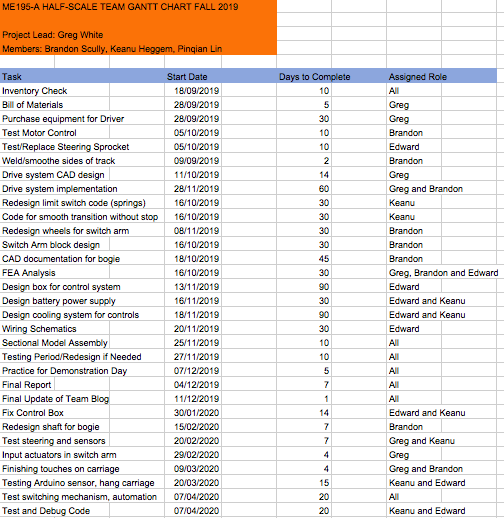 ME195-A HALF-SCALE TEAM GANTT CHART FALL 2019
Project Lead: Greg White
Members: Brandon Scully, Keanu Heggem, Pinqian Lin
Task Start Date Days to Complete Assigned Role
Inventory Check 18/09/2019 10 All
Bill of Materials 28/09/2019 5 Greg
Purchase equipment for Driver 28/09/2019 30 Greg
Test Motor Control 05/10/2019 10 Brandon
Test/Replace Steering Sprocket 05/10/2019 10 Edward
Weld/smoothe sides of track 09/09/2019 2 Brandon
Drive system CAD design 11/10/2019 14 Greg
Drive system implementation 28/11/2019 60 Greg and Brandon
Redesign limit switch code (springs) 16/10/2019 30 Keanu
Code for smooth transition without stop 16/10/2019 30 Keanu
Redesign wheels for switch arm 08/11/2019 30 Brandon
Switch Arm block design 16/10/2019 30 Brandon
CAD documentation for bogie 18/10/2019 45 Brandon
FEA Analysis 16/10/2019 30 Greg, Brandon and Edward
Design box for control system 13/11/2019 90 Edward
Design battery power supply 16/11/2019 30 Edward and Keanu
Design cooling system for controls 18/11/2019 90 Edward and Keanu
Wiring Schematics 20/11/2019 30 Edward
Sectional Model Assembly 25/11/2019 10 All
Testing Period/Redesign if Needed 27/11/2019 10 All
Practice for Demonstration Day 07/12/2019 5 All
Final Report 04/12/2019 7 All
Final Update of Team Blog 11/12/2019 1 All
Fix Control Box 30/01/2020 14 Edward and Keanu
Redesign shaft for bogie 15/02/2020 7 Brandon
Test steering and sensors 20/02/2020 7 Greg and Keanu
Input actuators in switch arm 29/02/2020 4 Greg
Finishing touches on carriage 09/03/2020 4 Greg and Brandon
Testing Arduino sensor, hang carriage 20/03/2020 15 Keanu and Edward
Test switching mechanism, automation 07/04/2020 20 All
Test and Debug Code 07/04/2020 20 Keanu and Edward